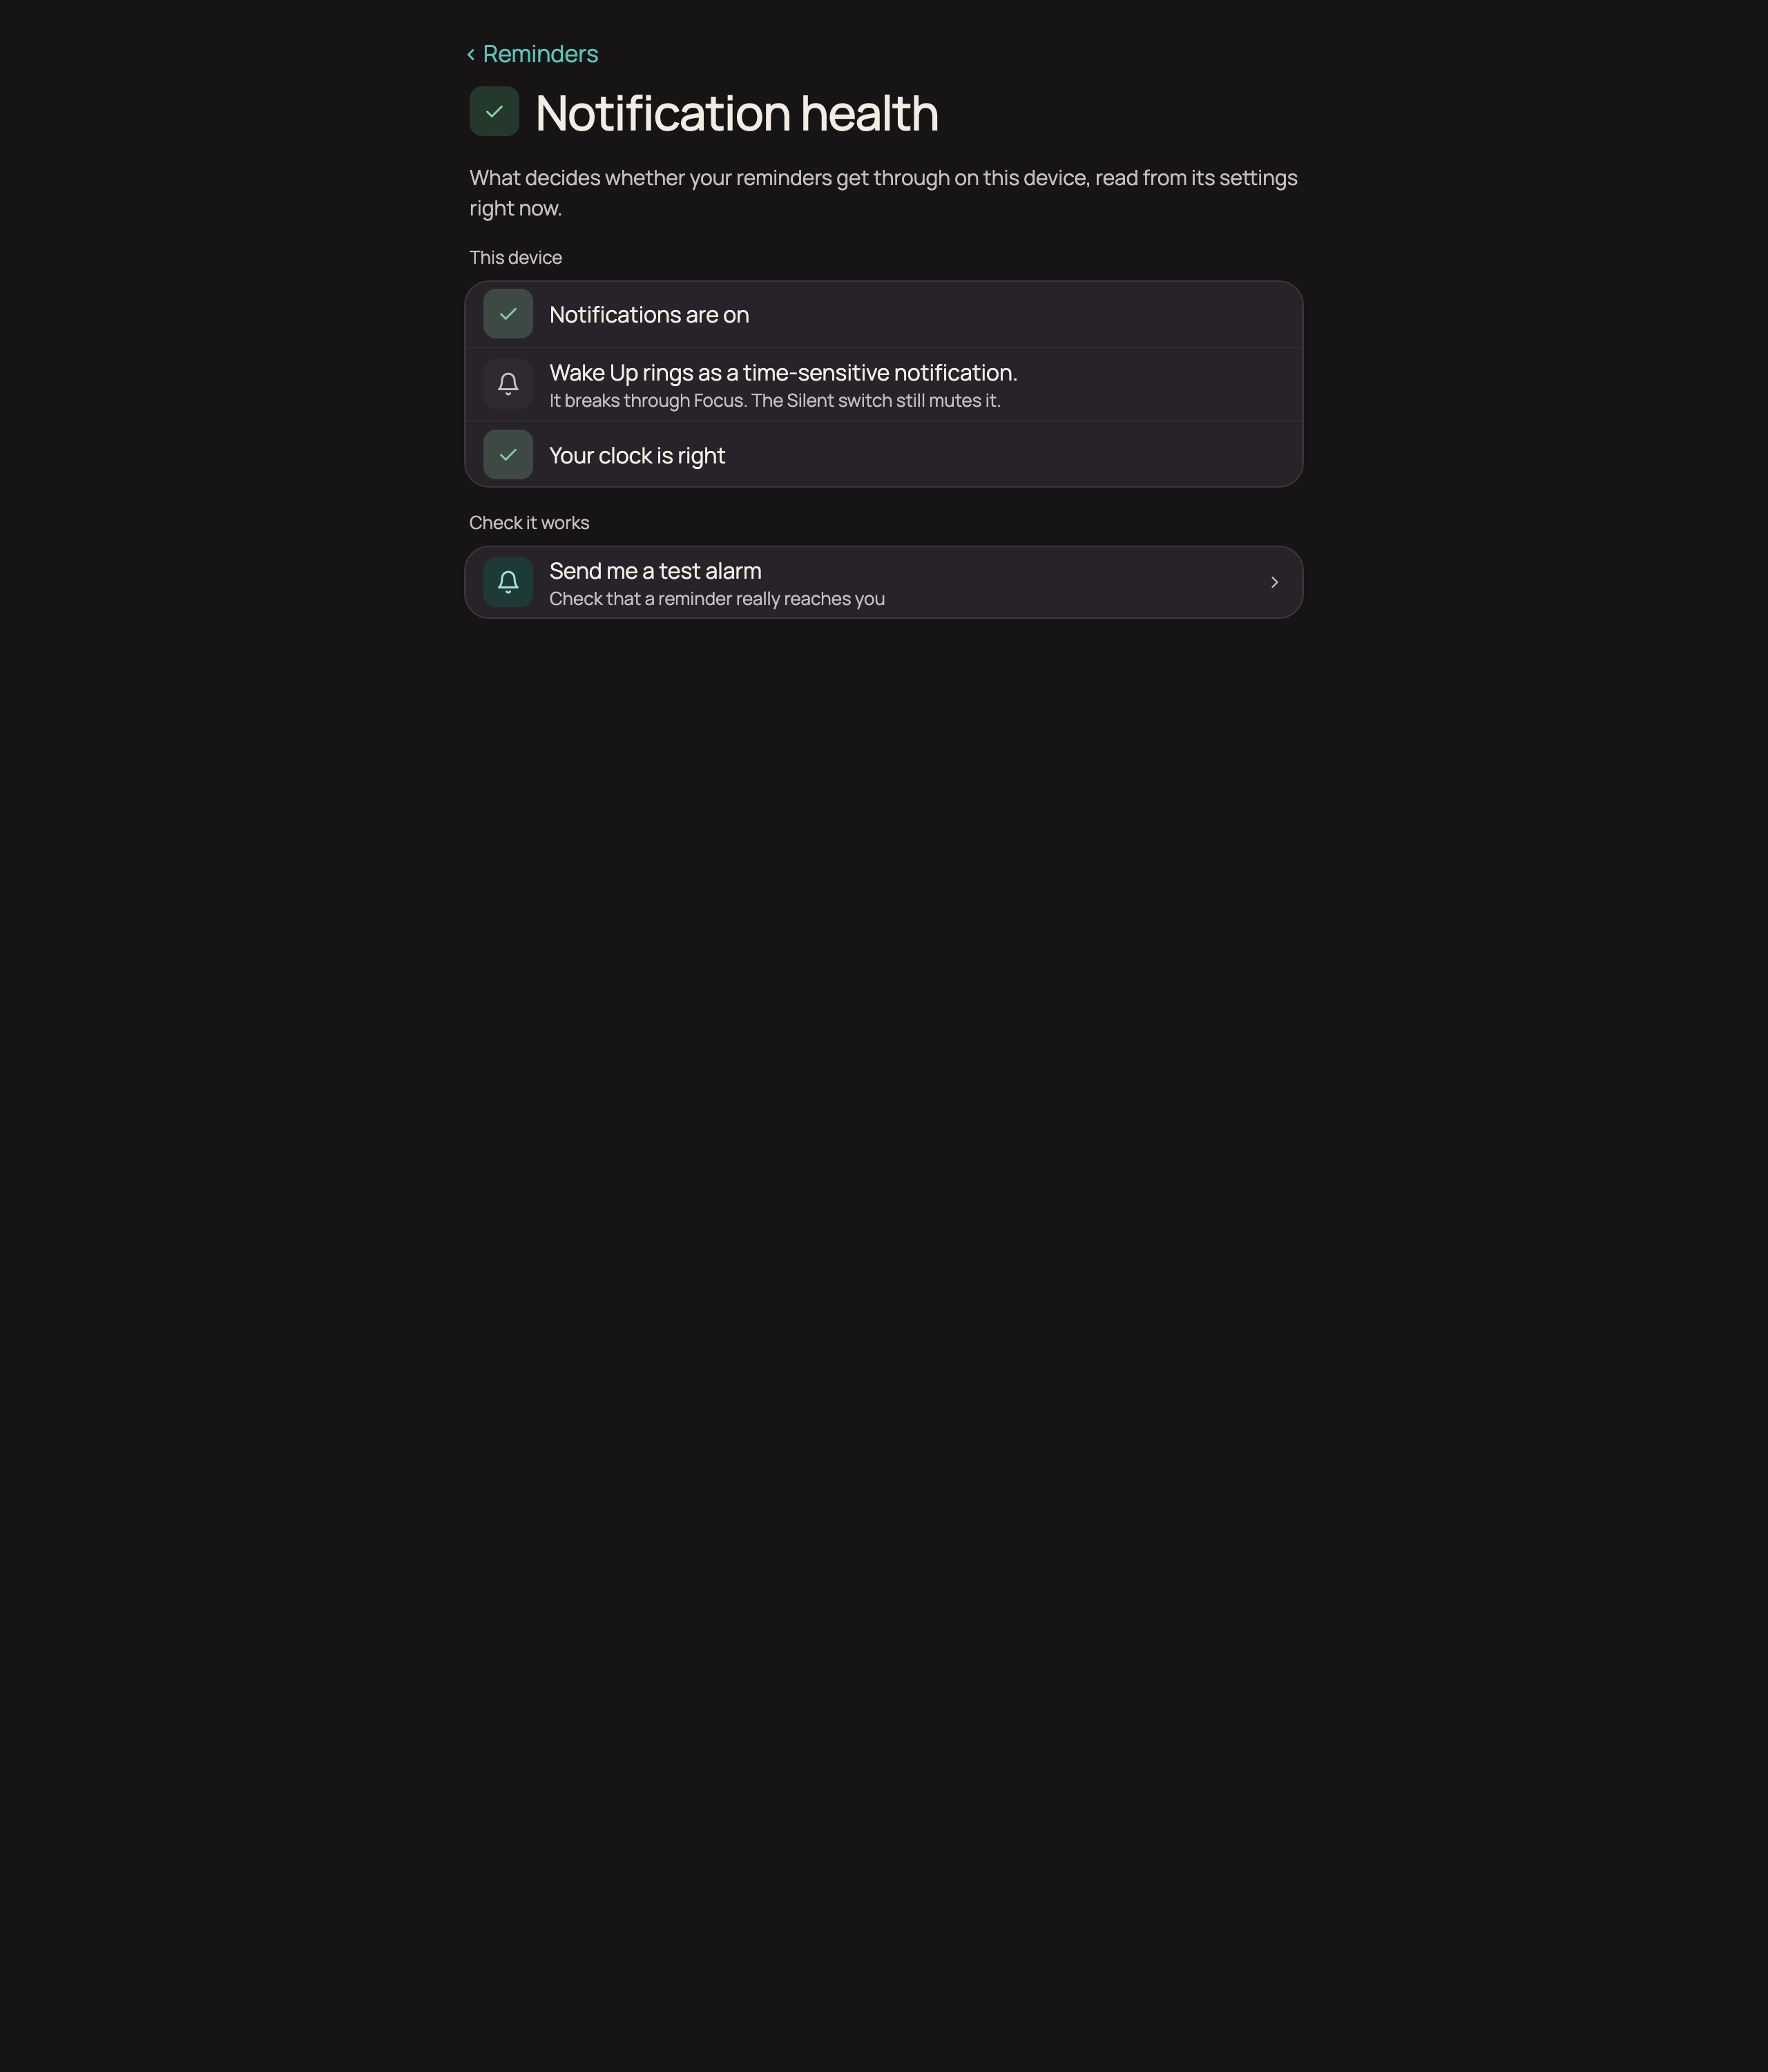 Reminders
Notification health
What decides whether your reminders get through on this device, read from its settings
right now.
This device
Notifications are on
Wake Up rings as a time-sensitive notification.
It breaks through Focus. The Silent switch still mutes it.
Your clock is right
Check it works
Send me a test alarm
Check that a reminder really reaches you